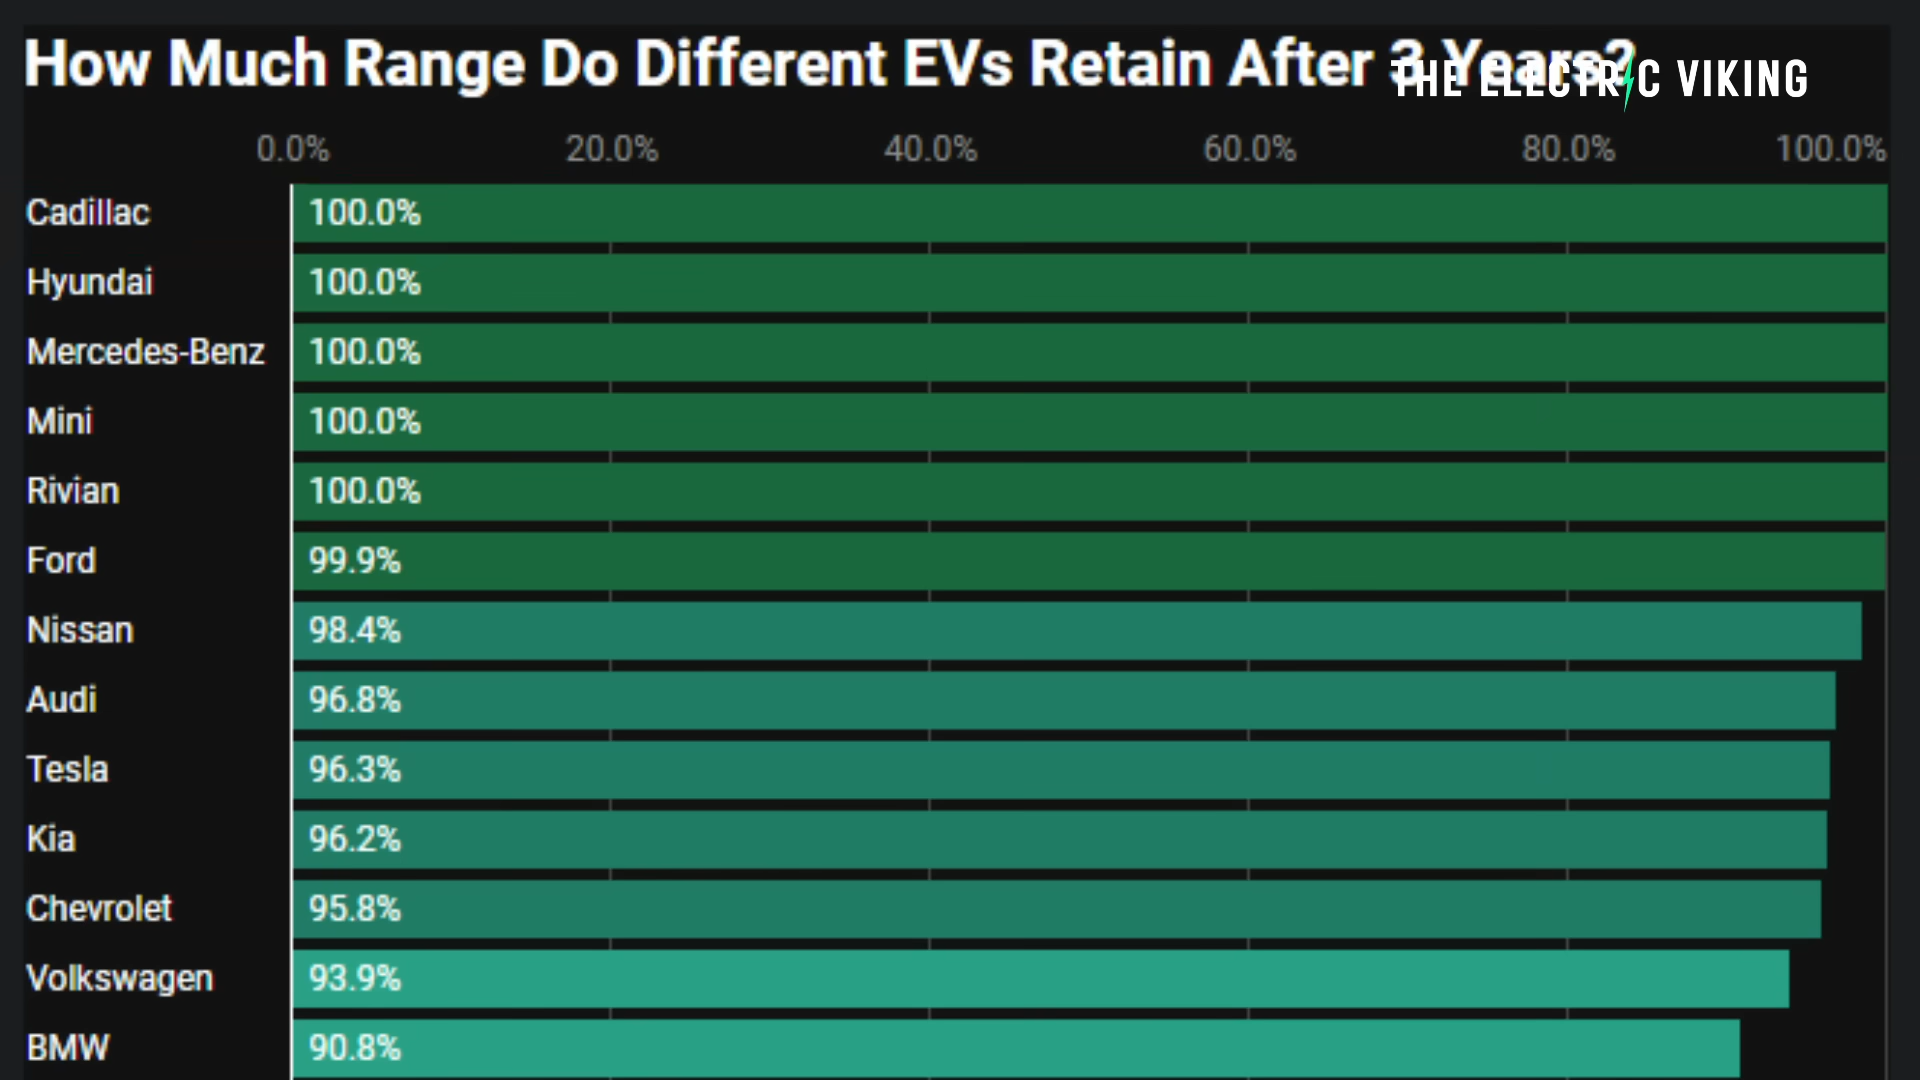 How Much Range Do Different EVs Retain After 3 Years?
THE ELECTRIC VIKING
0.0% 20.0% 40.0% 60.0% 80.0% 100.0%
Cadillac 100.0%
Hyundai 100.0%
Mercedes-Benz 100.0%
Mini 100.0%
Rivian 100.0%
Ford 99.9%
Nissan 98.4%
Audi 96.8%
Tesla 96.3%
Kia 96.2%
Chevrolet 95.8%
Volkswagen 93.9%
BMW 90.8%